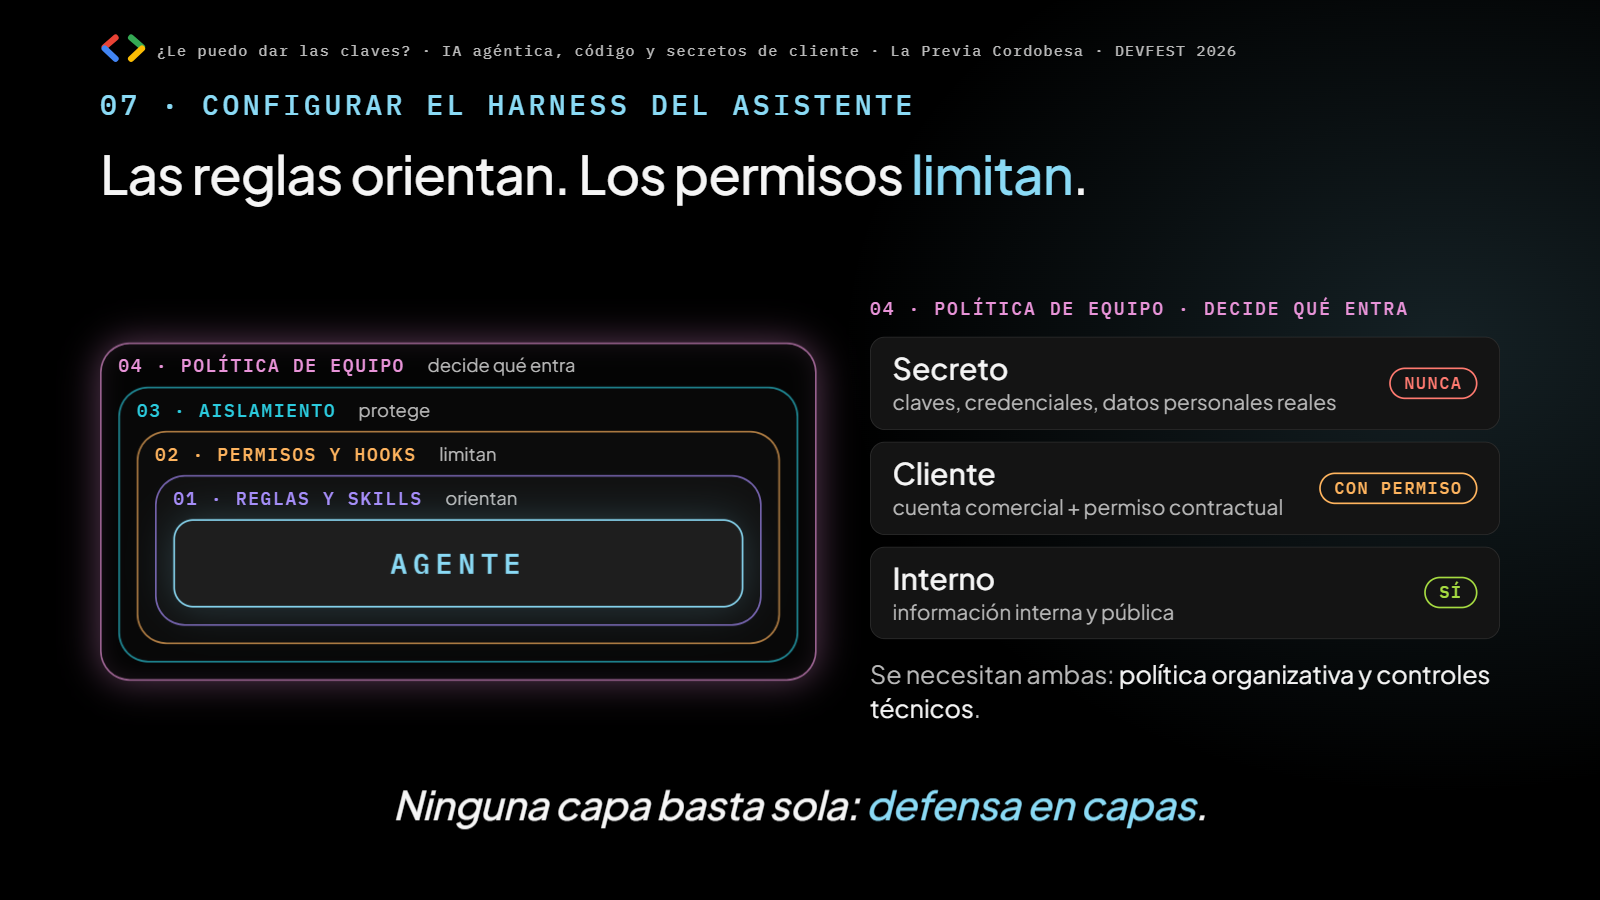 ¿Le puedo dar las claves? · IA agéntica, código y secretos de cliente · La Previa Cordobesa · DEVFEST 2026
07 · CONFIGURAR EL HARNESS DEL ASISTENTE
Las reglas orientan. Los permisos limitan.
04 · POLÍTICA DE EQUIPO decide qué entra
03 · AISLAMIENTO protege
02 · PERMISOS Y HOOKS limitan
01 · REGLAS Y SKILLS orientan
AGENTE
04 · POLÍTICA DE EQUIPO · DECIDE QUÉ ENTRA
Secreto
claves, credenciales, datos personales reales
NUNCA
Cliente
cuenta comercial + permiso contractual
CON PERMISO
Interno
información interna y pública
SÍ
Se necesitan ambas: política organizativa y controles
técnicos.
Ninguna capa basta sola: defensa en capas.